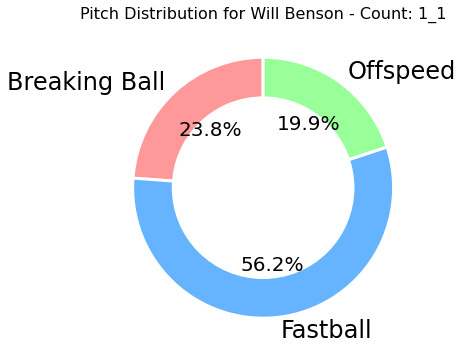 Pitch Distribution for Will Benson - Count: 1_1
Offspeed
Breaking Ball
19.9%
23.8%
56.2%
Fastball